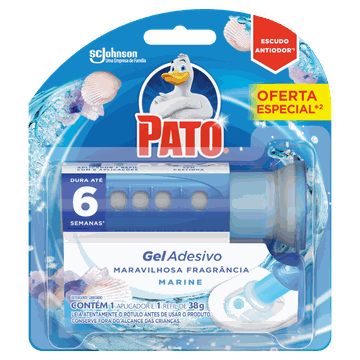 SCJohnson
Uma Empresa de Família
ESCUDO
ANTIODOR*¹
OFERTA
ESPECIAL*²
PATO
DURA ATÉ
6
SEMANAS*
Gel Adesivo
MARAVILHOSA FRAGRÂNCIA
MARINE
CONTÉM 1 APLICADOR E 1 REFIL DE 38g
LEIA ATENTAMENTE O RÓTULO ANTES DE USAR O PRODUTO
CONSERVE FORA DO ALCANCE DAS CRIANÇAS.